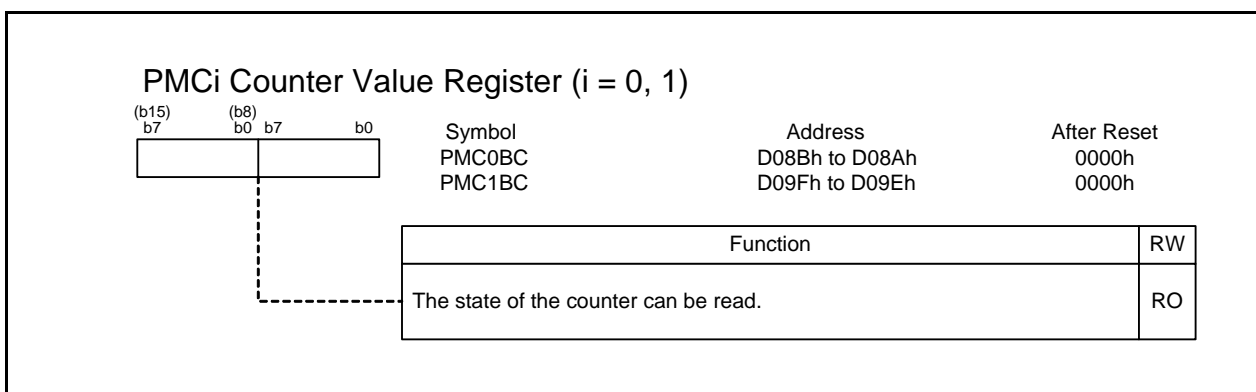 PMCi Counter Value Register (i = 0, 1)
(b15) (b8)
b7 b0 b7 b0
Symbol Address After Reset
PMC0BC D08Bh to D08Ah 0000h
PMC1BC D09Fh to D09Eh 0000h
Function RW
The state of the counter can be read. RO